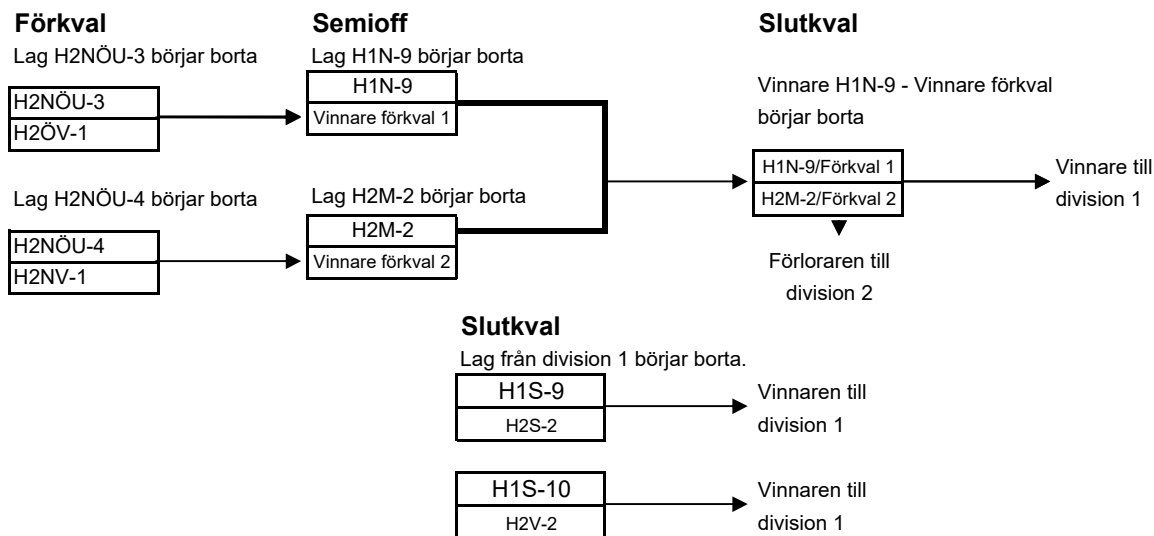 Förkval
Lag H2NÖU-3 börjar borta
H2NÖU-3
H2ÖV-1
Lag H2NÖU-4 börjar borta
H2NÖU-4
H2NV-1
Semioff
Lag H1N-9 börjar borta
H1N-9
Vinnare förkval 1
Lag H2M-2 börjar borta
H2M-2
Vinnare förkval 2
Slutkval
Vinnare H1N-9 - Vinnare förkval
börjar borta
H1N-9/Förkval 1
H2M-2/Förkval 2
Vinnare till
division 1
Förloraren till
division 2
Slutkval
Lag från division 1 börjar borta.
H1S-9
H2S-2
Vinnaren till
division 1
H1S-10
H2V-2
Vinnaren till
division 1